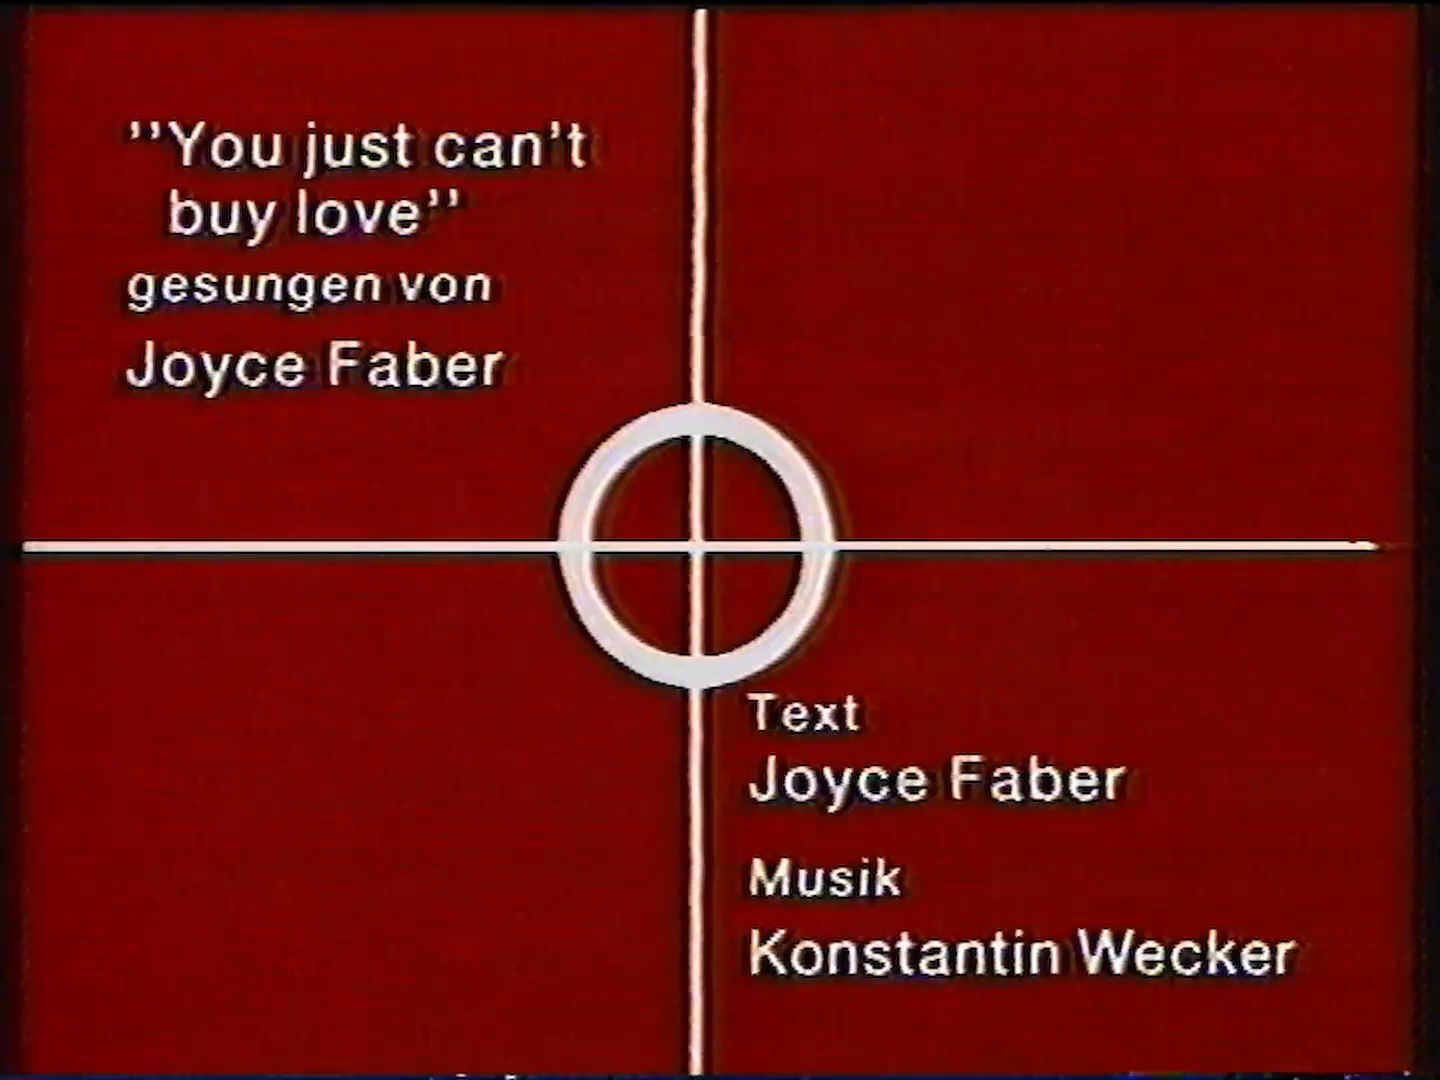 ''You just can't
buy love''
gesungen von
Joyce Faber
Text
Joyce Faber
Musik
Konstantin Wecker